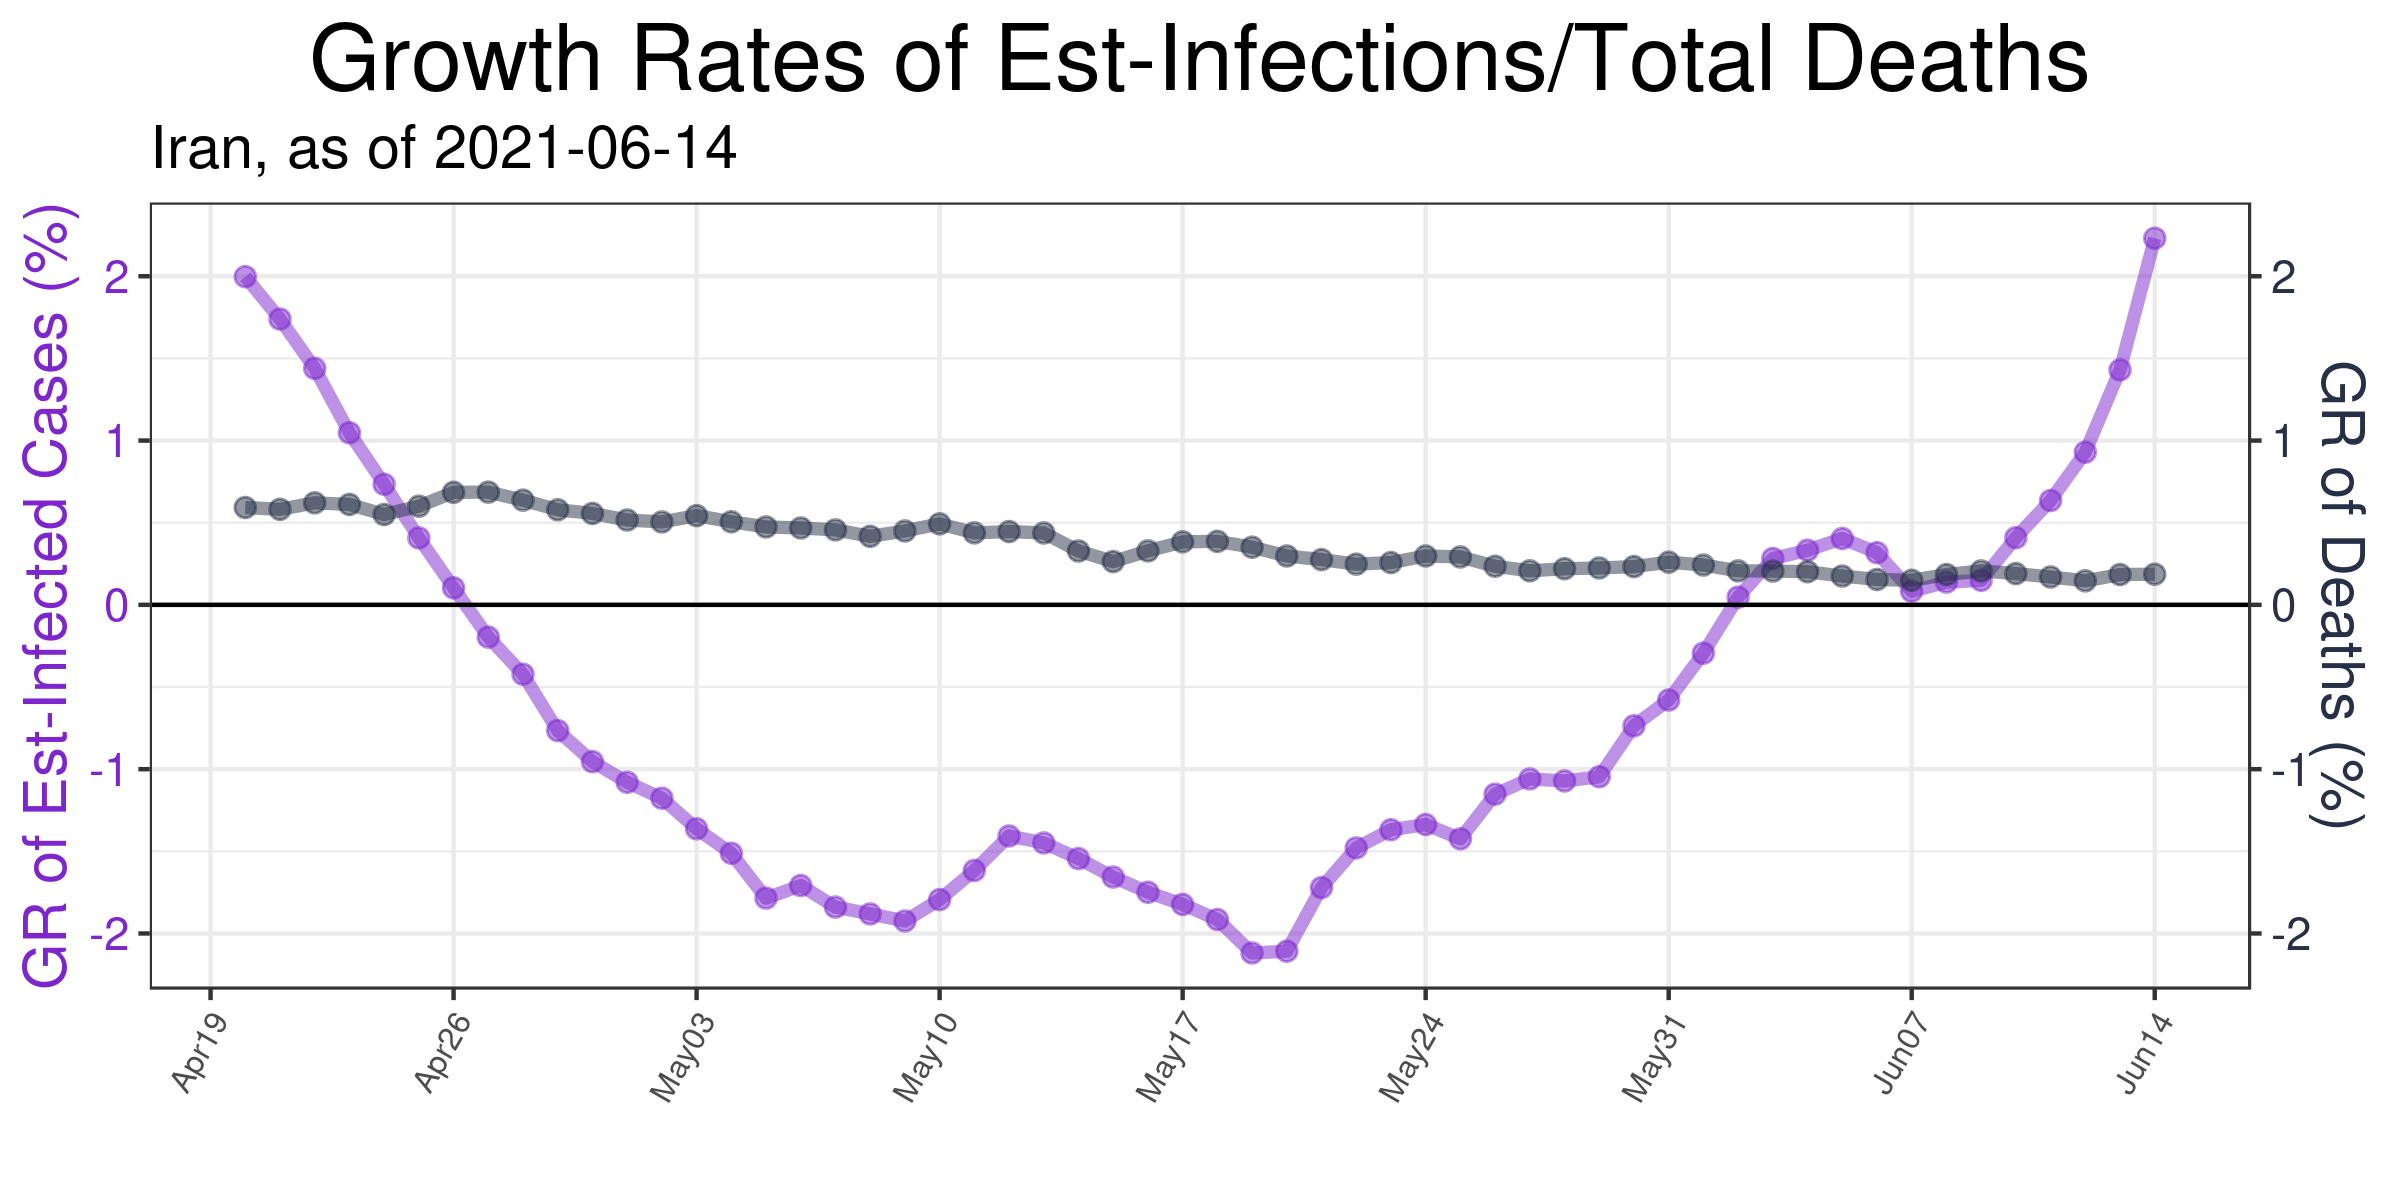 Growth Rates of Est-Infections/Total Deaths
Iran, as of 2021-06-14
GR of Est-Infected Cases (%)
2
1
0
-1
-2
2
1
0
-1
-2
GR of Deaths (%)
Apr19
Apr26
May03
May10
May17
May24
May31
Jun07
Jun14